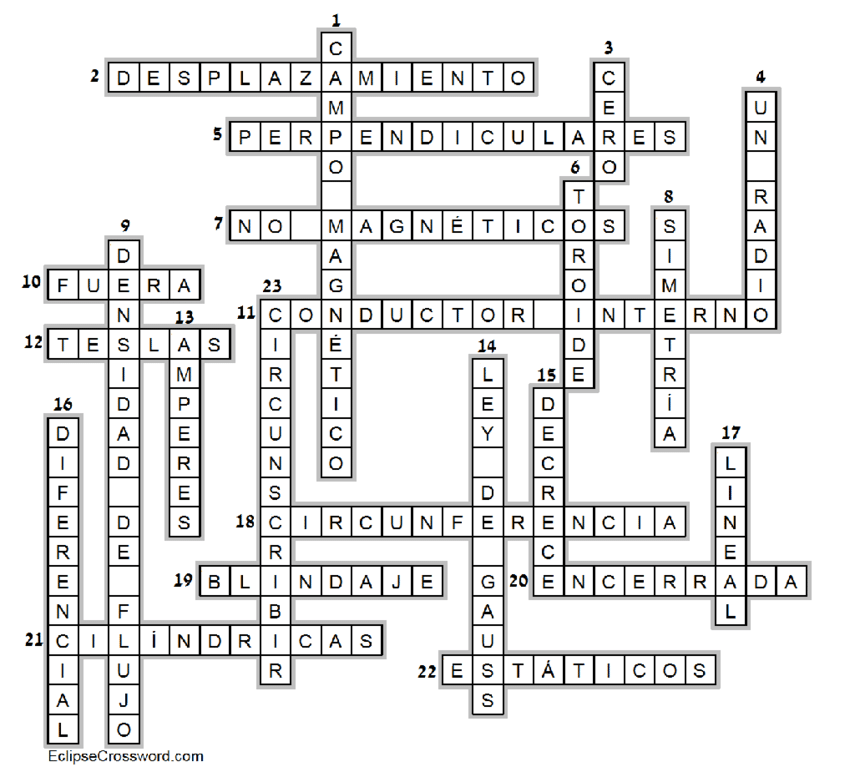 1 CAMPO MAGNÉTICO
2 DESPLAZAMIENTO
3 CERO
4 UN RADIO
5 PERPENDICULARES
6 TOROIDE
7 NO MAGNÉTICOS
8 SIMETRÍA
9 DENSIDAD DE FLUJO
10 FUERA
23 CIRCUNSCRIBIR
11 CONDUCTOR INTERNO
13 AMPERES
12 TESLAS
14 LEY DE GAUSS
15 DECRECE
16 DIFERENCIAL
17 LINEAL
18 CIRCUNFERENCIA
19 BLINDAJE
20 ENCERRADA
21 CILÍNDRICAS
22 ESTÁTICOS
EclipseCrossword.com